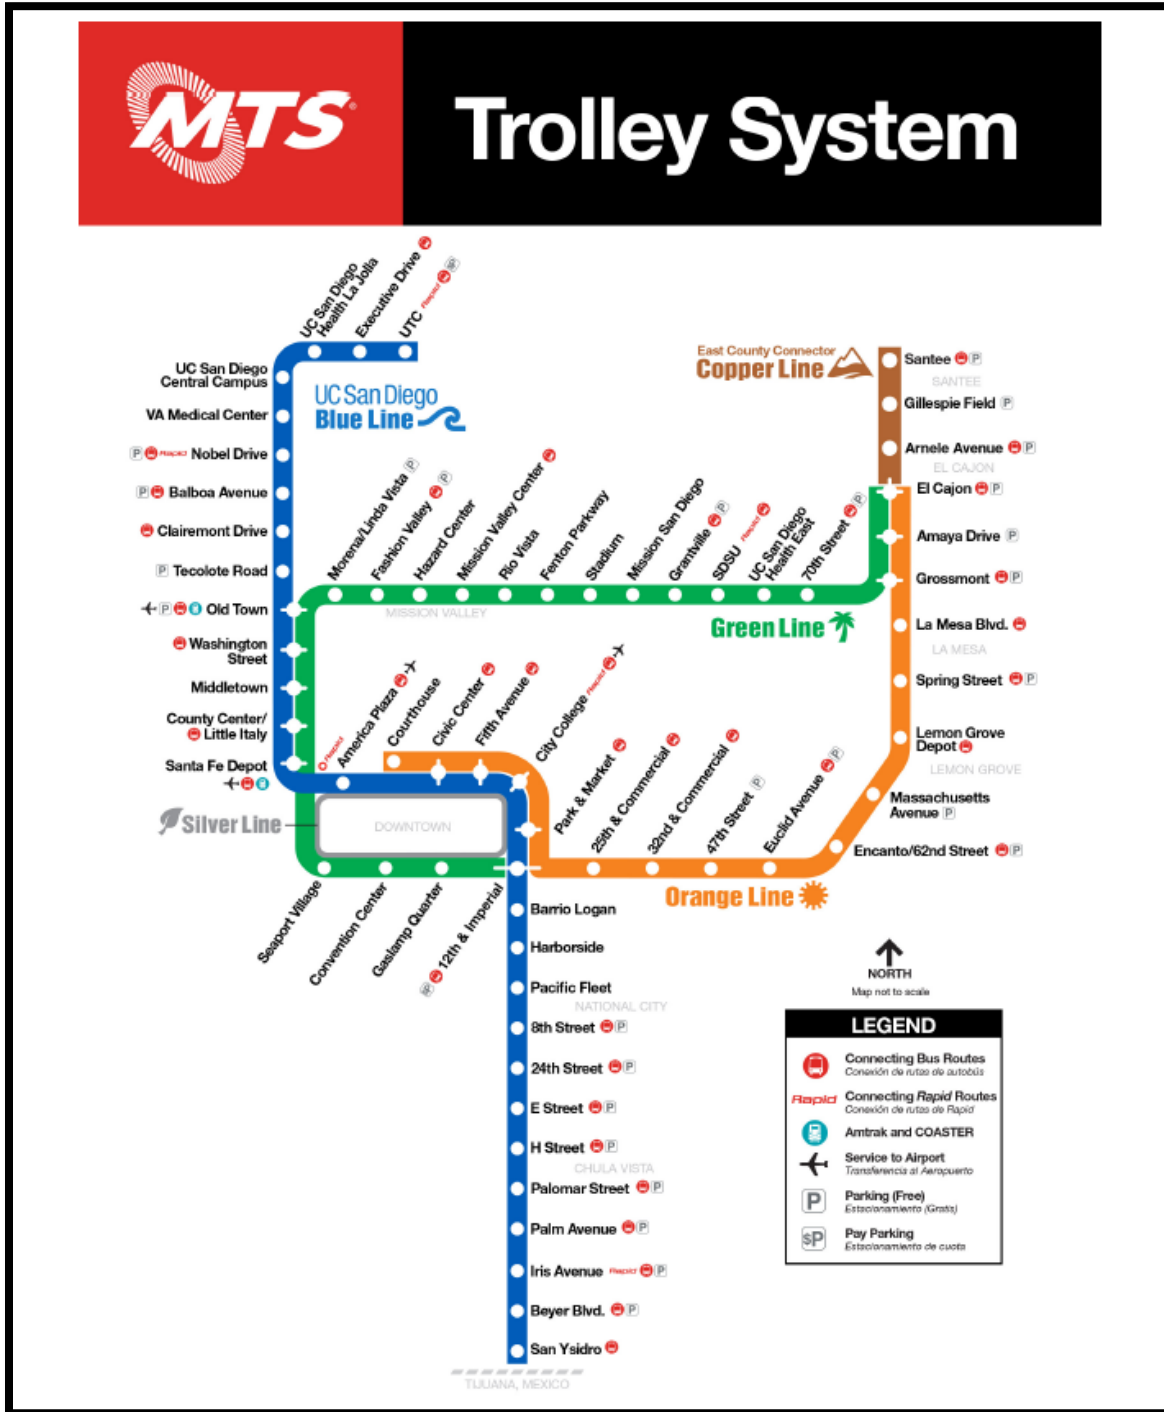 MTS®
Trolley System
UC San Diego
Health La Jolla
Executive Drive
UTC Rapid $P
UC San Diego
Central Campus
VA Medical Center
P Rapid Nobel Drive
P Balboa Avenue
Clairemont Drive
P Tecolote Road
P Old Town
Washington
Street
Middletown
County Center/
Little Italy
Santa Fe Depot
UC San Diego
Blue Line
East County Connector
Copper Line
Santee P
SANTEE
Gillespie Field P
Arnele Avenue P
EL CAJON
El Cajon P
Amaya Drive P
Grossmont P
La Mesa Blvd.
LA MESA
Spring Street P
Lemon Grove
Depot
LEMON GROVE
Massachusetts
Avenue P
Encanto/62nd Street P
Morena/Linda Vista P
Fashion Valley P
Hazard Center
Mission Valley Center
Rio Vista
Fenton Parkway
Stadium
Mission San Diego
Grantville P
SDSU Rapid
UC San Diego
Health East
70th Street P
MISSION VALLEY
Green Line
Rapid
America Plaza
Courthouse
Civic Center
Fifth Avenue
City College Rapid
Park & Market
25th & Commercial
32nd & Commercial
47th Street P
Euclid Avenue P
Silver Line
DOWNTOWN
Orange Line
Seaport Village
Convention Center
Gaslamp Quarter
$P 12th & Imperial
Barrio Logan
Harborside
Pacific Fleet
NATIONAL CITY
8th Street P
24th Street P
E Street P
H Street P
CHULA VISTA
Palomar Street P
Palm Avenue P
Iris Avenue Rapid P
Beyer Blvd. P
San Ysidro
TIJUANA, MEXICO
NORTH
Map not to scale
LEGEND
Connecting Bus Routes
Conexión de rutas de autobús
Rapid Connecting Rapid Routes
Conexión de rutas de Rapid
Amtrak and COASTER
Service to Airport
Transferencia al Aeropuerto
P Parking (Free)
Estacionamiento (Gratis)
$P Pay Parking
Estacionamiento de cuota